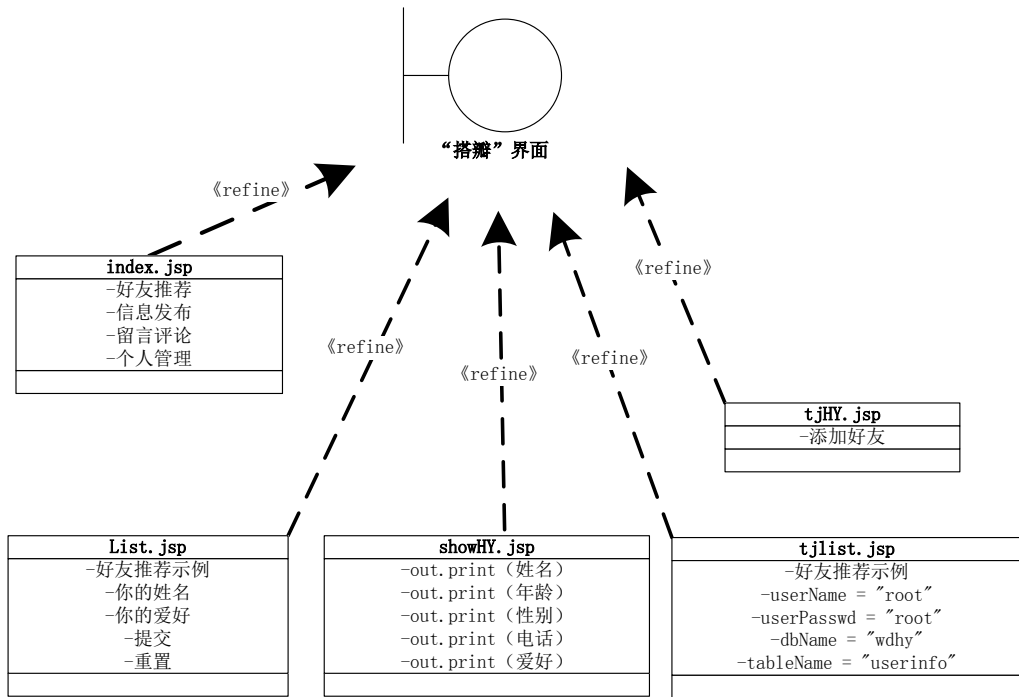 “搭瓣”界面
《refine》
《refine》
《refine》
《refine》
《refine》
index.jsp
-好友推荐
-信息发布
-留言评论
-个人管理
tjHY.jsp
-添加好友
List.jsp
-好友推荐示例
-你的姓名
-你的爱好
-提交
-重置
showHY.jsp
-out.print（姓名）
-out.print（年龄）
-out.print（性别）
-out.print（电话）
-out.print（爱好）
tjlist.jsp
-好友推荐示例
-userName = "root"
-userPasswd = "root"
-dbName = "wdhy"
-tableName = "userinfo"